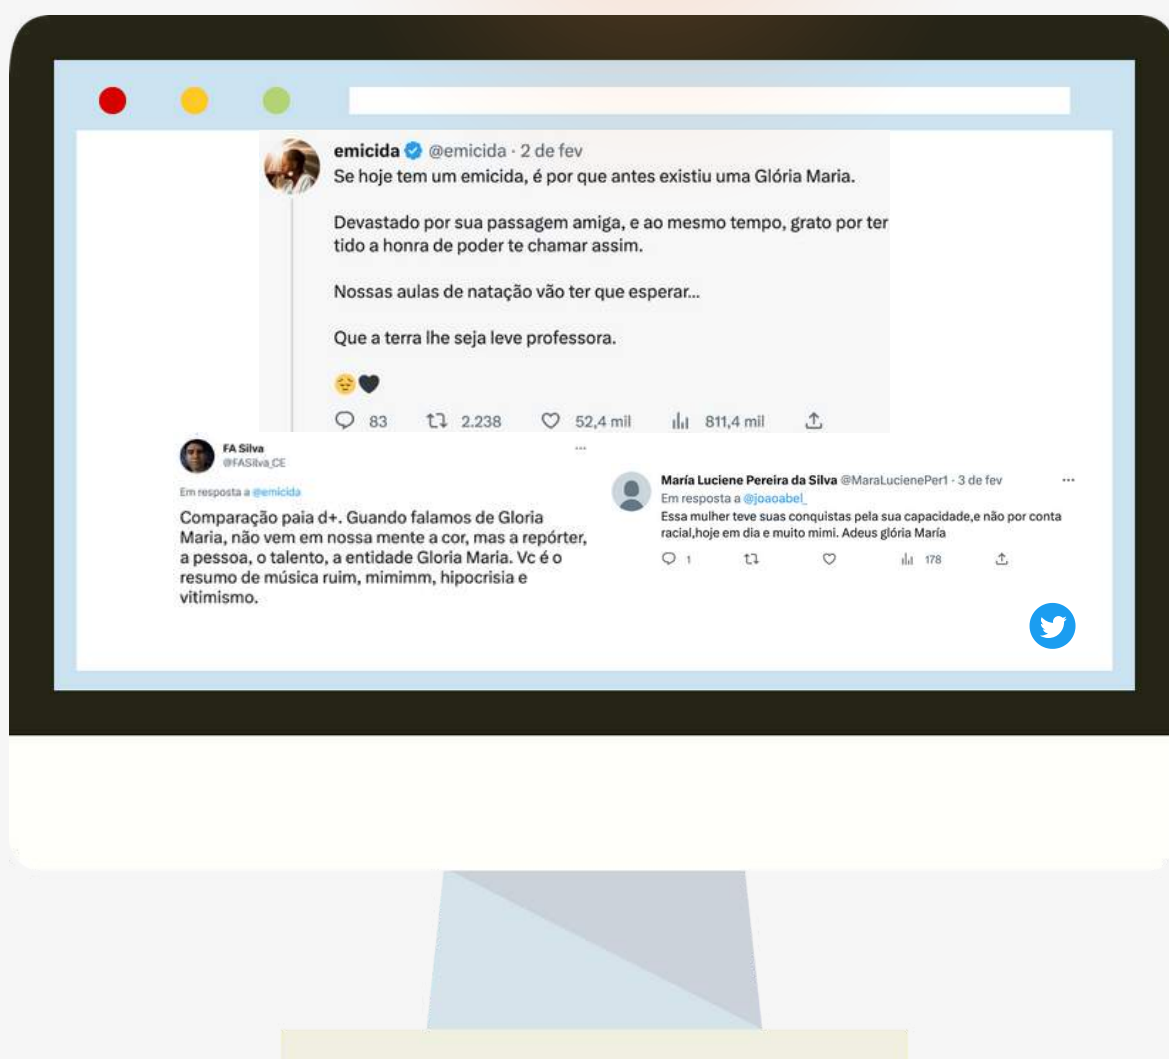 emicida @emicida · 2 de fev
Se hoje tem um emicida, é por que antes existiu uma Glória Maria.
Devastado por sua passagem amiga, e ao mesmo tempo, grato por ter
tido a honra de poder te chamar assim.
Nossas aulas de natação vão ter que esperar...
Que a terra lhe seja leve professora.
😔🖤
83 2.238 52,4 mil 811,4 mil
FA Silva
@FASilva_CE
Em resposta a @emicida
Comparação paia d+. Guando falamos de Gloria
Maria, não vem em nossa mente a cor, mas a repórter,
a pessoa, o talento, a entidade Gloria Maria. Vc é o
resumo de música ruim, mimimm, hipocrisia e
vitimismo.
María Luciene Pereira da Silva @MaraLucienePer1 · 3 de fev
Em resposta a @joaoabel_
Essa mulher teve suas conquistas pela sua capacidade,e não por conta
racial,hoje em dia e muito mimi. Adeus glória María
1 178